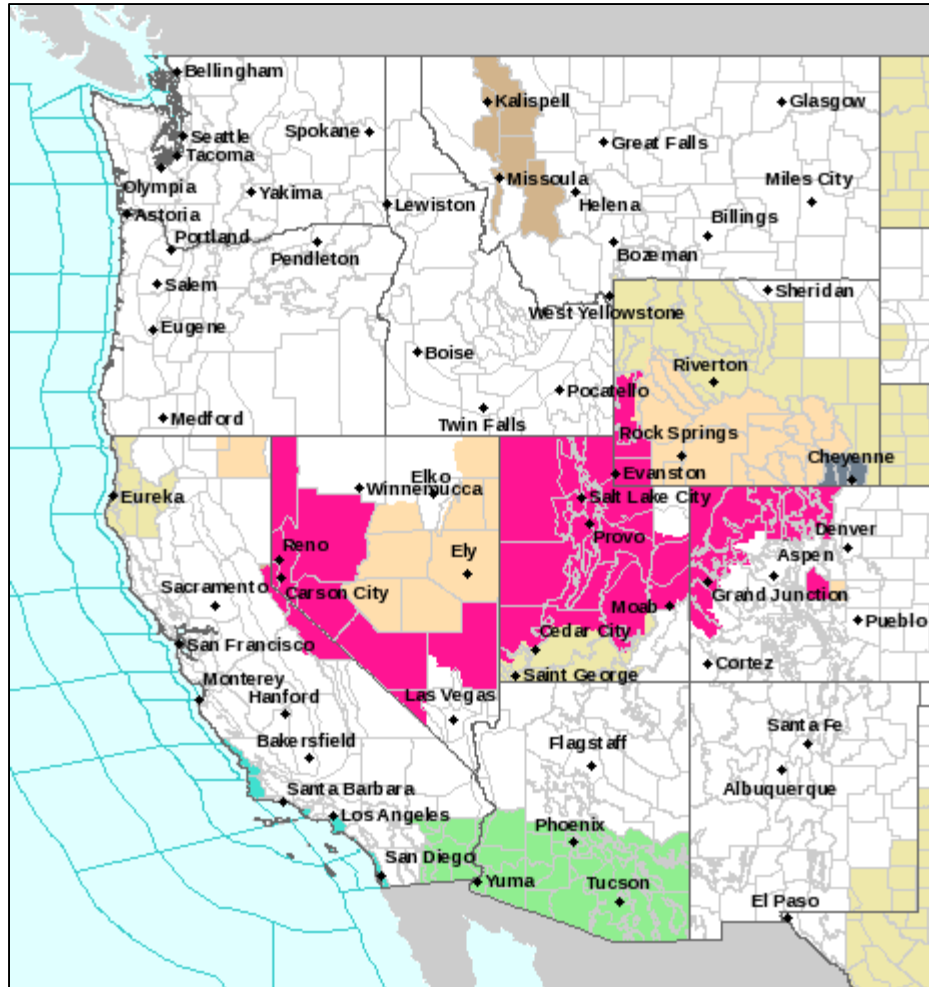 Bellingham
Kalispell
Glasgow
Seattle
Spokane
Great Falls
Tacoma
Olympia
Yakima
Missoula
Miles City
Astoria
Lewiston
Helena
Billings
Portland
Pendleton
Bozeman
Salem
Sheridan
West Yellowstone
Eugene
Boise
Riverton
Pocatello
Medford
Twin Falls
Rock Springs
Cheyenne
Elko
Evanston
Eureka
Winnemucca
Salt Lake City
Denver
Provo
Reno
Ely
Aspen
Sacramento
Carson City
Moab
Grand Junction
Pueblo
San Francisco
Cedar City
Cortez
Monterey
Saint George
Hanford
Las Vegas
Santa Fe
Bakersfield
Flagstaff
Albuquerque
Santa Barbara
Los Angeles
Phoenix
San Diego
Yuma
Tucson
El Paso